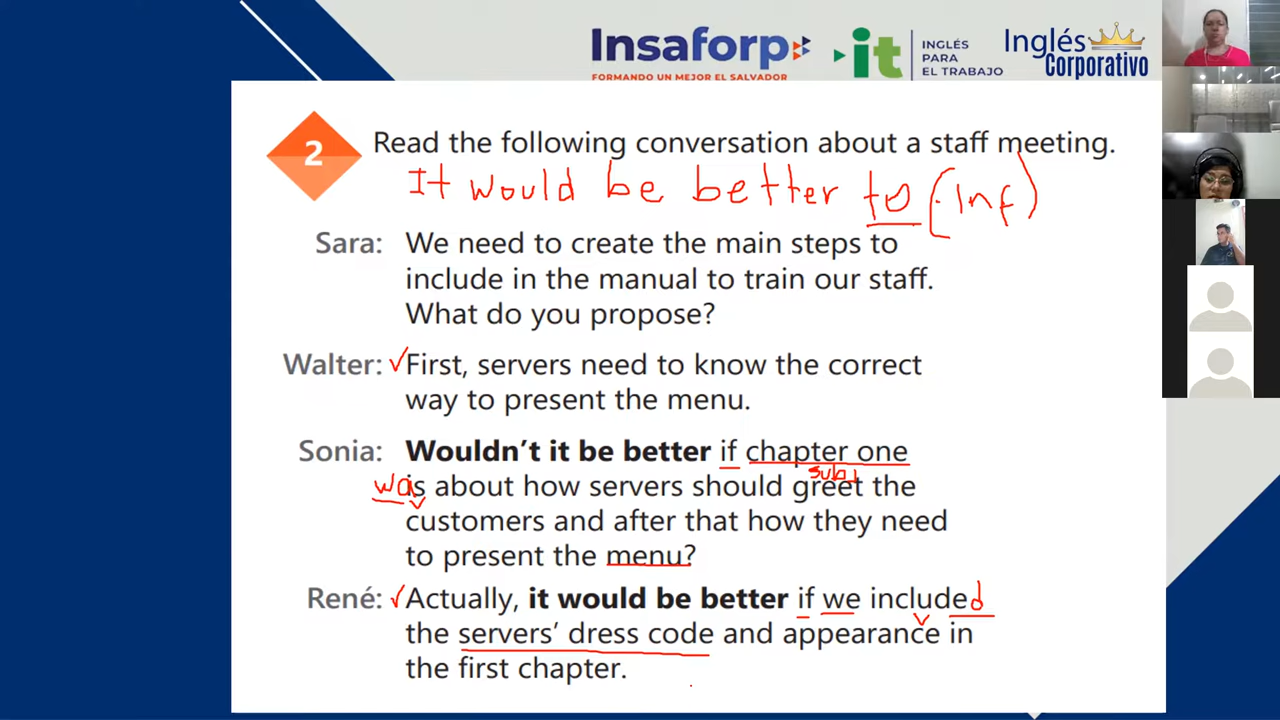 Insaforp
FORMANDO UN MEJOR EL SALVADOR
it
INGLÉS
PARA
EL TRABAJO
Inglés
Corporativo
2
Read the following conversation about a staff meeting.
It would be better to (Inf)
Sara: We need to create the main steps to
include in the manual to train our staff.
What do you propose?
Walter: ✓First, servers need to know the correct
way to present the menu.
Sonia: Wouldn't it be better if chapter one
subj
wa is about how servers should greet the
v
customers and after that how they need
to present the menu?
René: ✓Actually, it would be better if we included
v
the servers' dress code and appearance in
the first chapter.